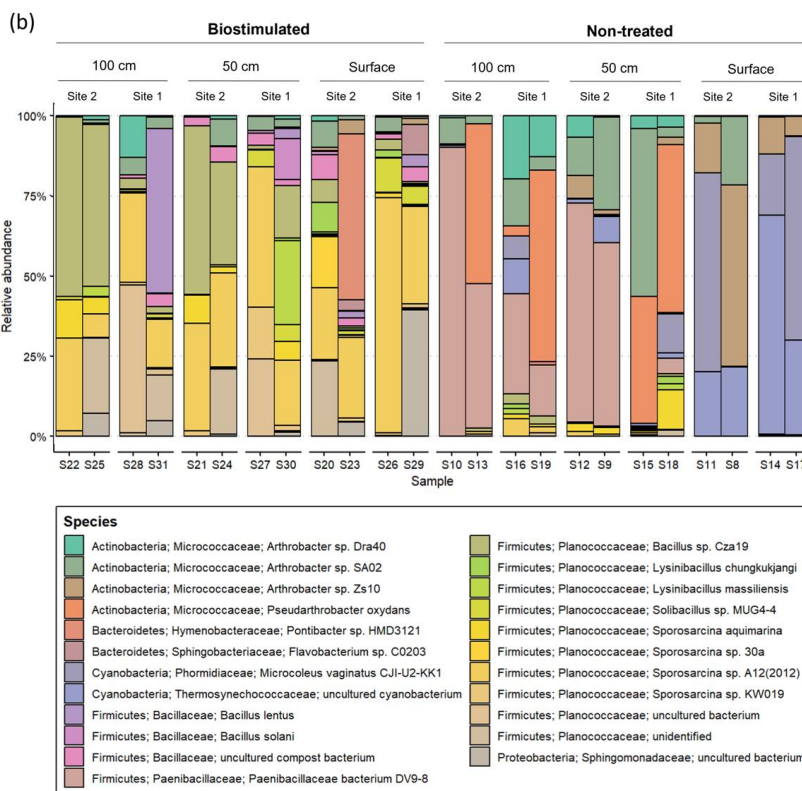 (b)
Biostimulated
Non-treated
100 cm
50 cm
Surface
100 cm
50 cm
Surface
Site 2
Site 1
Site 2
Site 1
Site 2
Site 1
Site 2
Site 1
Site 2
Site 1
Site 2
Site 1
100%
75%
50%
25%
0%
Relative abundance
S22 S25 S28 S31 S21 S24 S27 S30 S20 S23 S26 S29 S10 S13 S16 S19 S12 S9 S15 S18 S11 S8 S14 S17
Sample
Species
Actinobacteria; Micrococcaceae; Arthrobacter sp. Dra40
Actinobacteria; Micrococcaceae; Arthrobacter sp. SA02
Actinobacteria; Micrococcaceae; Arthrobacter sp. Zs10
Actinobacteria; Micrococcaceae; Pseudarthrobacter oxydans
Bacteroidetes; Hymenobacteraceae; Pontibacter sp. HMD3121
Bacteroidetes; Sphingobacteriaceae; Flavobacterium sp. C0203
Cyanobacteria; Phormidiaceae; Microcoleus vaginatus CJI-U2-KK1
Cyanobacteria; Thermosynechococcaceae; uncultured cyanobacterium
Firmicutes; Bacillaceae; Bacillus lentus
Firmicutes; Bacillaceae; Bacillus solani
Firmicutes; Bacillaceae; uncultured compost bacterium
Firmicutes; Paenibacillaceae; Paenibacillaceae bacterium DV9-8
Firmicutes; Planococcaceae; Bacillus sp. Cza19
Firmicutes; Planococcaceae; Lysinibacillus chungkukjangi
Firmicutes; Planococcaceae; Lysinibacillus massiliensis
Firmicutes; Planococcaceae; Solibacillus sp. MUG4-4
Firmicutes; Planococcaceae; Sporosarcina aquimarina
Firmicutes; Planococcaceae; Sporosarcina sp. 30a
Firmicutes; Planococcaceae; Sporosarcina sp. A12(2012)
Firmicutes; Planococcaceae; Sporosarcina sp. KW019
Firmicutes; Planococcaceae; uncultured bacterium
Firmicutes; Planococcaceae; unidentified
Proteobacteria; Sphingomonadaceae; uncultured bacterium